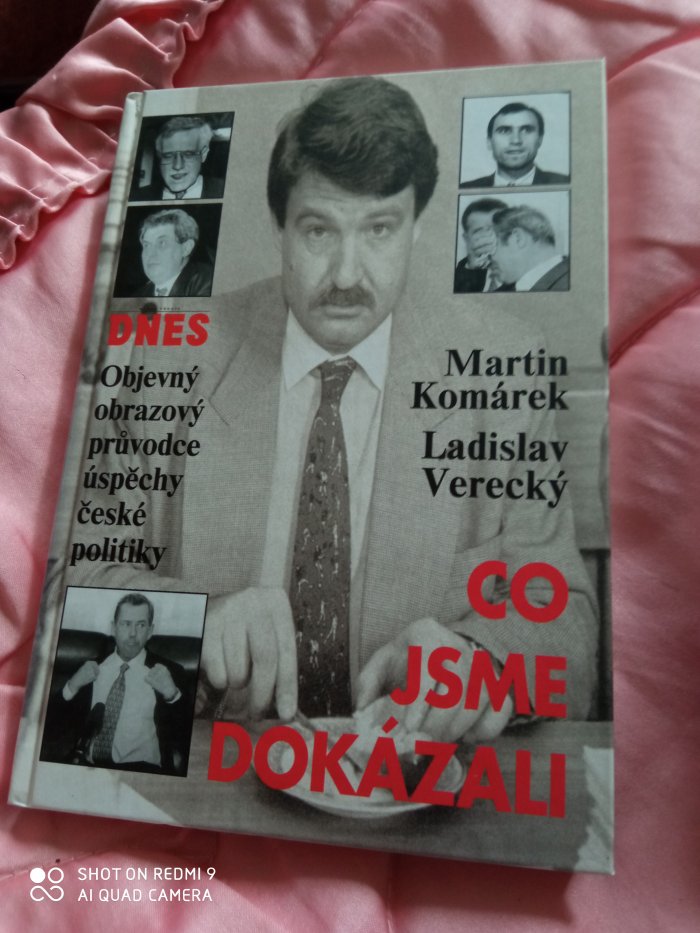 DNES
Objevný
obrazový
průvodce
úspěchy
české
politiky
Martin
Komárek
Ladislav
Verecký
CO
JSME
DOKÁZALI
SHOT ON REDMI 9
AI QUAD CAMERA